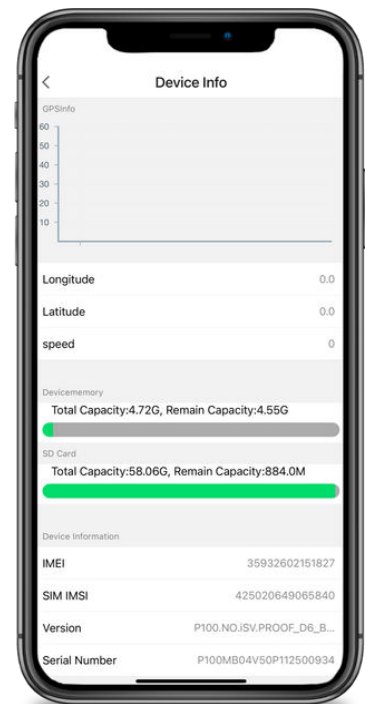 Device Info
GPSInfo
60
50
40
30
20
10
Longitude 0.0
Latitude 0.0
speed 0
Devicememory
Total Capacity:4.72G, Remain Capacity:4.55G
SD Card
Total Capacity:58.06G, Remain Capacity:884.0M
Device Information
IMEI 35932602151827
SIM IMSI 425020649065840
Version P100.NO.iSV.PROOF_D6_B...
Serial Number P100MB04V50P112500934